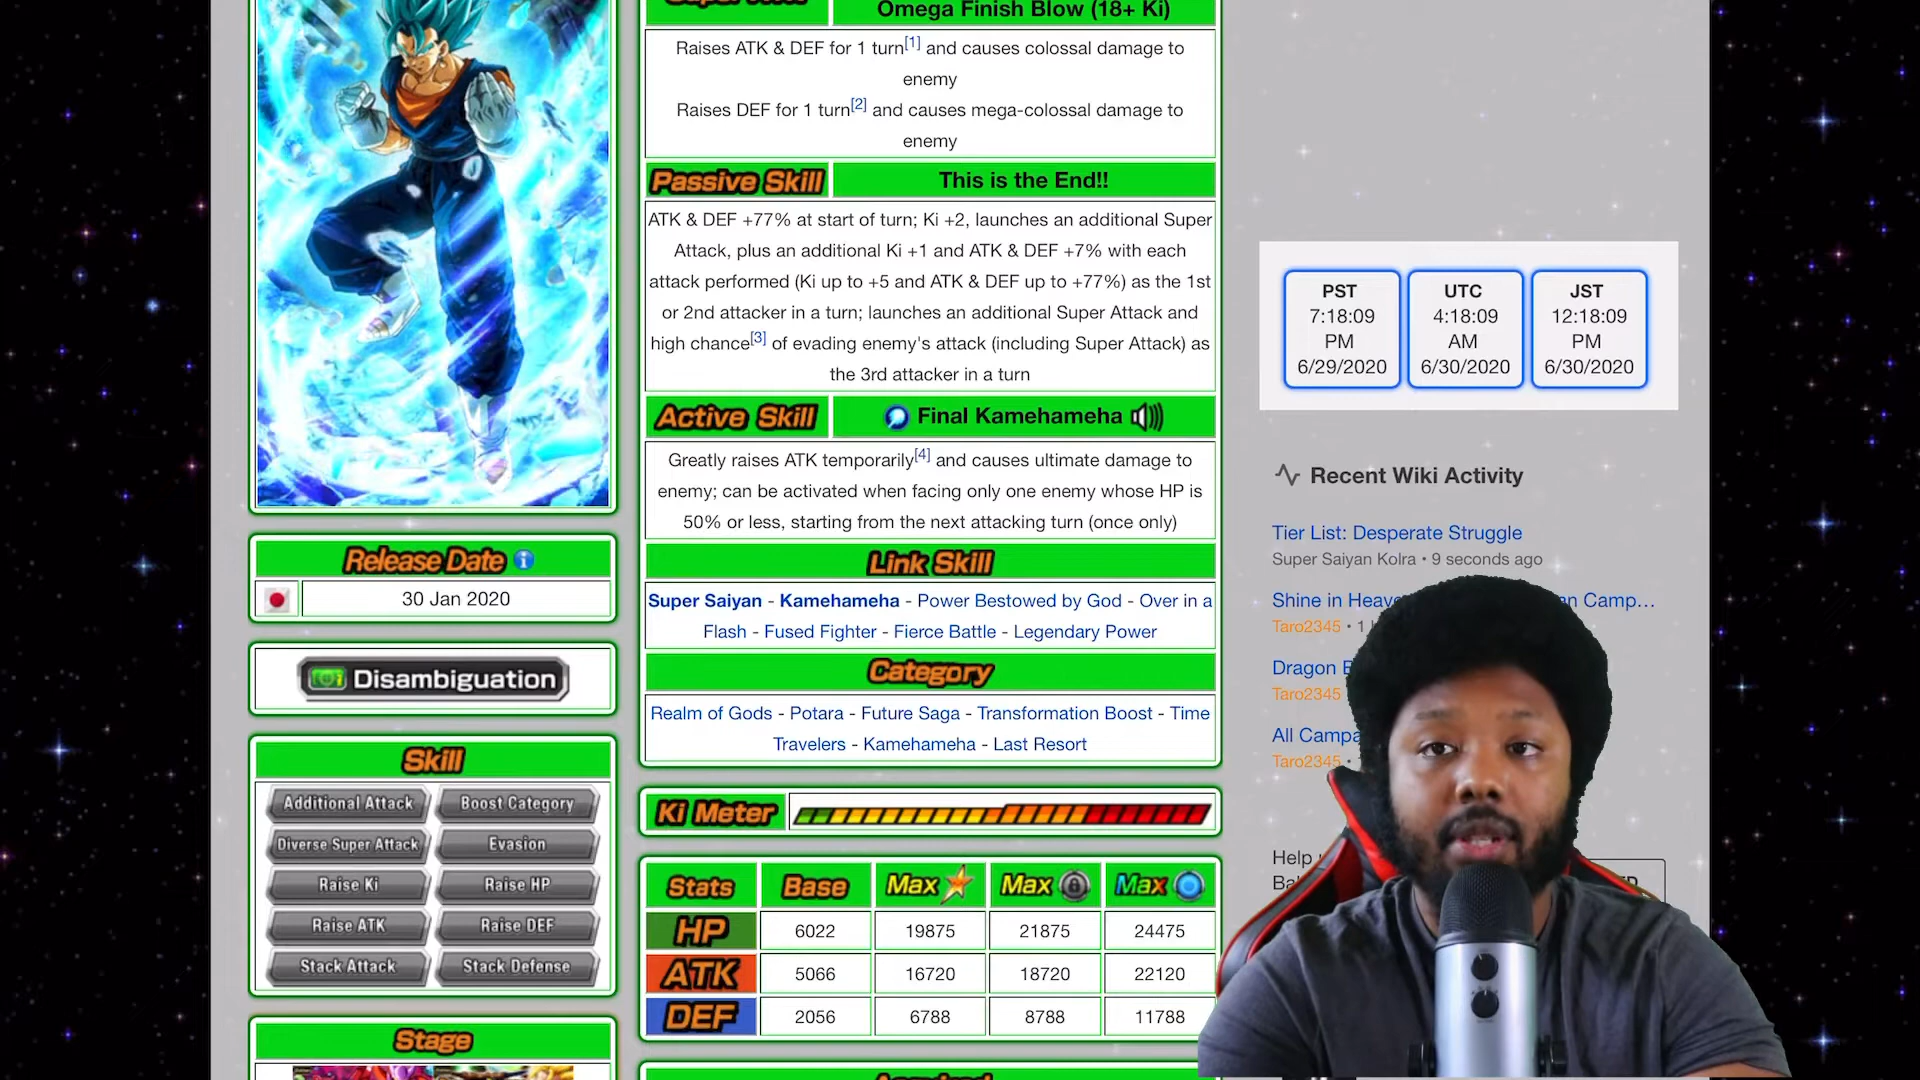 Omega Finish Blow (18+ Ki)
Raises ATK & DEF for 1 turn[1] and causes colossal damage to
enemy
Raises DEF for 1 turn[2] and causes mega-colossal damage to
enemy
Passive Skill
This is the End!!
ATK & DEF +77% at start of turn; Ki +2, launches an additional Super
Attack, plus an additional Ki +1 and ATK & DEF +7% with each
attack performed (Ki up to +5 and ATK & DEF up to +77%) as the 1st
or 2nd attacker in a turn; launches an additional Super Attack and
high chance[3] of evading enemy's attack (including Super Attack) as
the 3rd attacker in a turn
Active Skill
Final Kamehameha
Greatly raises ATK temporarily[4] and causes ultimate damage to
enemy; can be activated when facing only one enemy whose HP is
50% or less, starting from the next attacking turn (once only)
Link Skill
Super Saiyan - Kamehameha - Power Bestowed by God - Over in a
Flash - Fused Fighter - Fierce Battle - Legendary Power
Category
Realm of Gods - Potara - Future Saga - Transformation Boost - Time
Travelers - Kamehameha - Last Resort
Ki Meter
Stats Base Max Max Max
HP 6022 19875 21875 24475
ATK 5066 16720 18720 22120
DEF 2056 6788 8788 11788
Release Date
30 Jan 2020
Disambiguation
Skill
Additional Attack Boost Category
Diverse Super Attack Evasion
Raise Ki Raise HP
Raise ATK Raise DEF
Stack Attack Stack Defense
Stage
PST UTC JST
7:18:09 4:18:09 12:18:09
PM AM PM
6/29/2020 6/30/2020 6/30/2020
Recent Wiki Activity
Tier List: Desperate Struggle
Super Saiyan Kolra • 9 seconds ago
Shine in
Taro2345 • 1
Dragon
Taro2345
All
Taro2345 •
Help